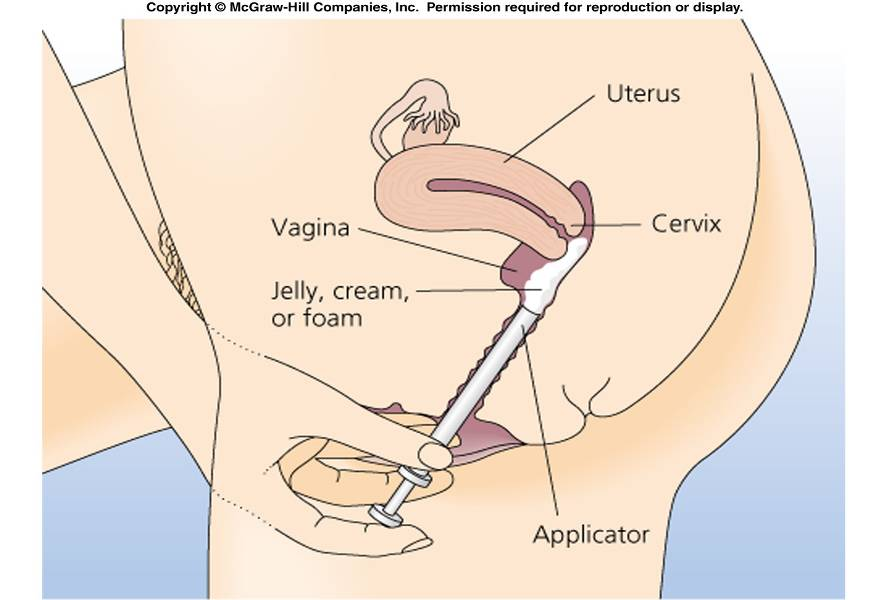 Copyright © McGraw-Hill Companies, Inc.  Permission required for reproduction or display.
Uterus
Cervix
Vagina
Jelly, cream,
or foam
Applicator